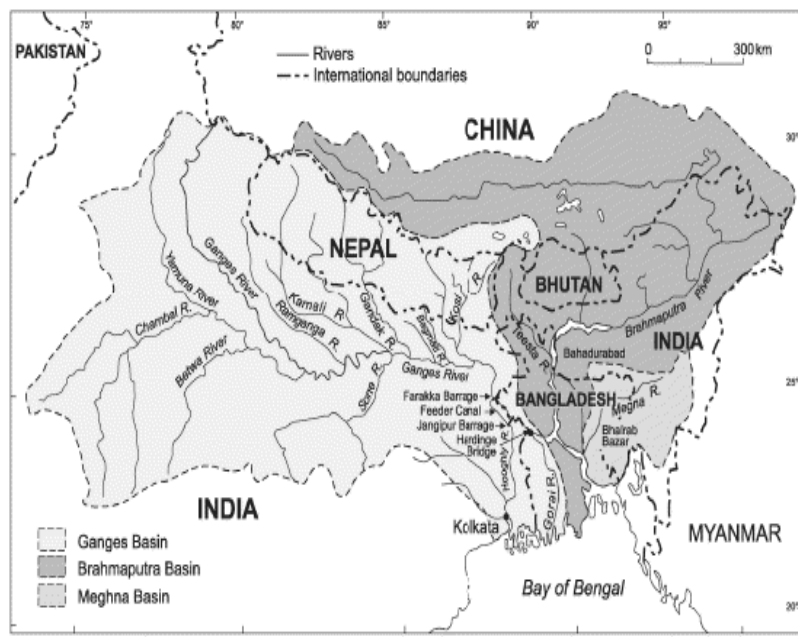 75°
80°
85°
90°
95°
PAKISTAN
Rivers
International boundaries
0 300 km
CHINA
30°
NEPAL
BHUTAN
Yamuna River
Ganges River
Karnali R.
Ramganga R.
Gandak R.
Bagmati R.
Kosi R.
Teesta R.
Brahmaputra River
INDIA
Chambal R.
Betwa River
Sone R.
Ganges River
Bahadurabad
25°
Farakka Barrage
Feeder Canal
Jangipur Barrage
Hardinge
Bridge
BANGLADESH
Megna R.
Bhairab
Bazar
Hooghly R.
Gorai R.
INDIA
Kolkata
MYANMAR
Ganges Basin
Brahmaputra Basin
Meghna Basin
Bay of Bengal
20°